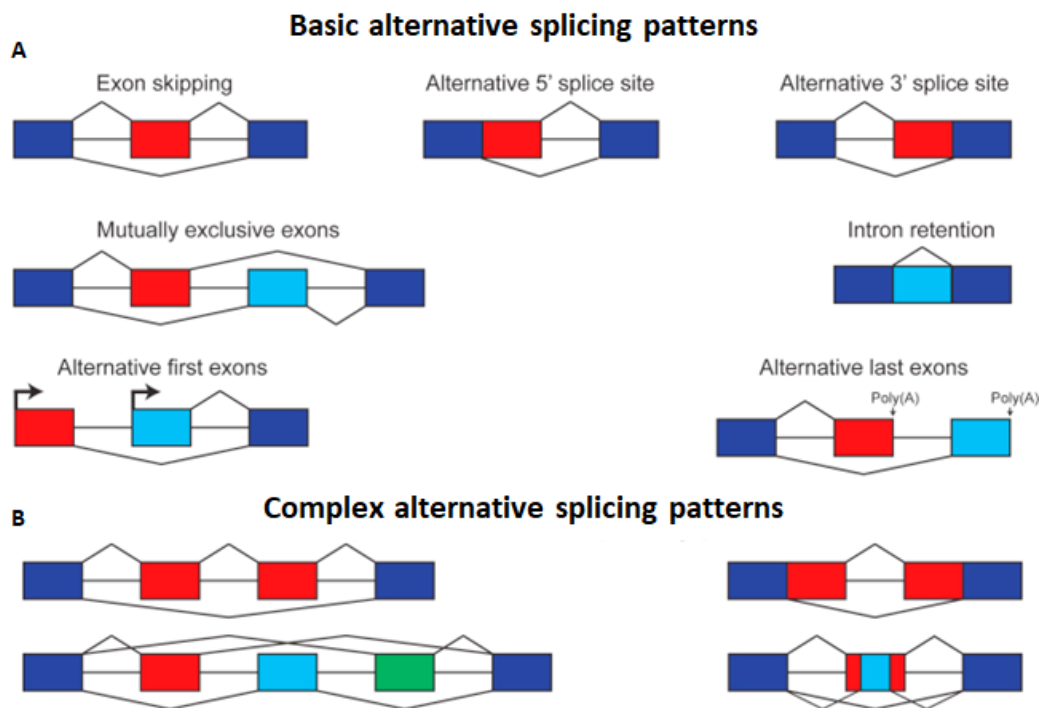 Basic alternative splicing patterns
A
Exon skipping
Alternative 5' splice site
Alternative 3' splice site
Mutually exclusive exons
Intron retention
Alternative first exons
Alternative last exons
Poly(A)
Poly(A)
B
Complex alternative splicing patterns